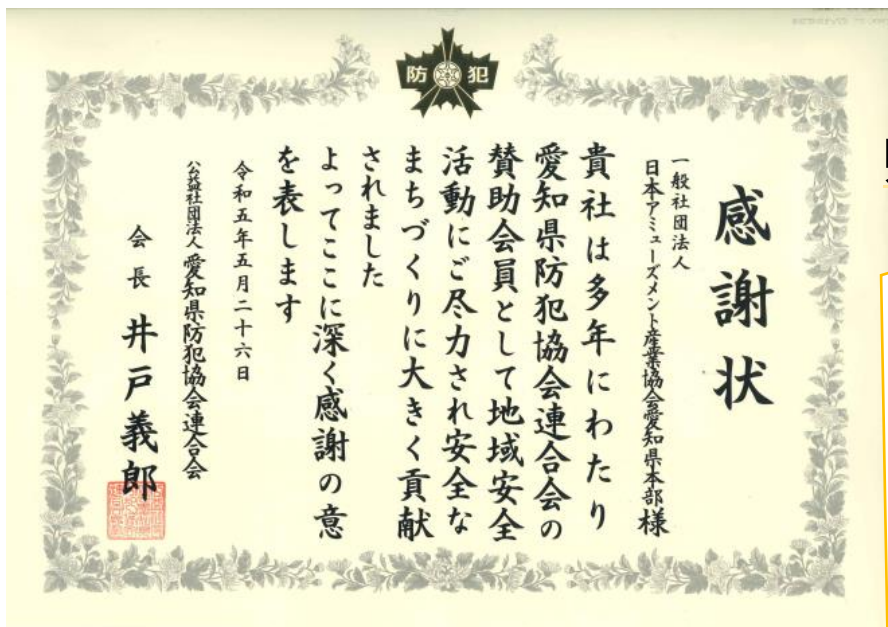 防犯
感謝状
一般社団法人
日本アミューズメント産業協会愛知県本部様
貴社は多年にわたり
愛知県防犯協会連合会の
賛助会員として地域安全
活動にご尽力され安全な
まちづくりに大きく貢献
されました
よってここに深く感謝の意
を表します
令和五年五月二十六日
公益社団法人愛知県防犯協会連合会
会長 井戸義郎